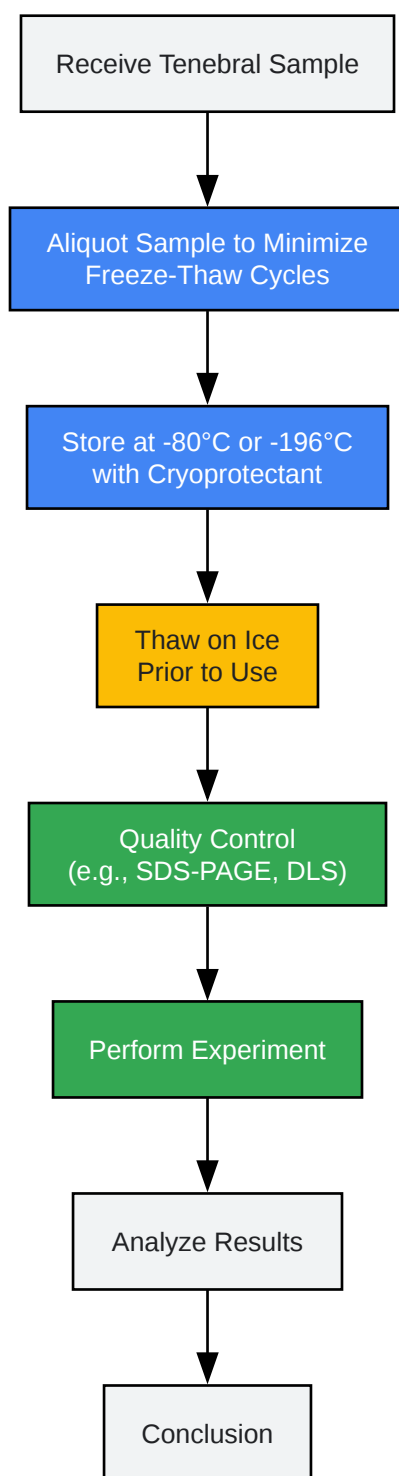 Receive Tenebral Sample
Aliquot Sample to Minimize
Freeze-Thaw Cycles
Store at -80°C or -196°C
with Cryoprotectant
Thaw on Ice
Prior to Use
Quality Control
(e.g., SDS-PAGE, DLS)
Perform Experiment
Analyze Results
Conclusion